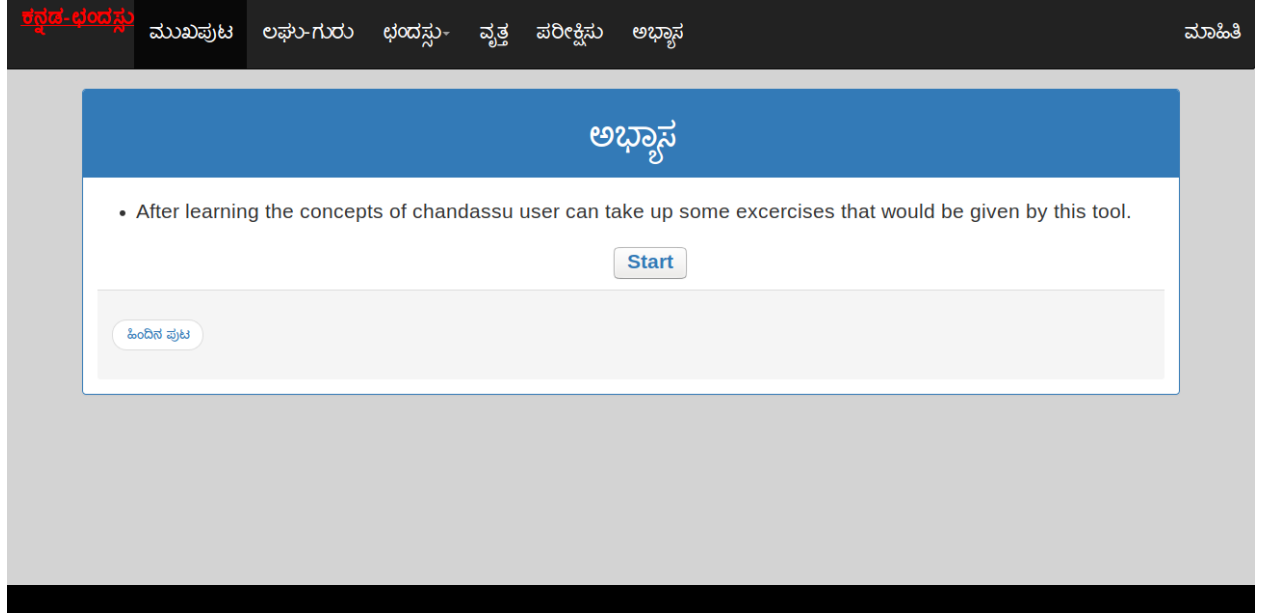 ಕನ್ನಡ-ಛಂದಸ್ಸು ಮುಖಪುಟ ಲಘು-ಗುರು ಛಂದಸ್ಸು ವೃತ್ತ ಪರೀಕ್ಷಿಸು ಅಭ್ಯಾಸ ಮಾಹಿತಿ
ಅಭ್ಯಾಸ
• After learning the concepts of chandassu user can take up some excercises that would be given by this tool.
Start
ಹಿಂದಿನ ಪುಟ